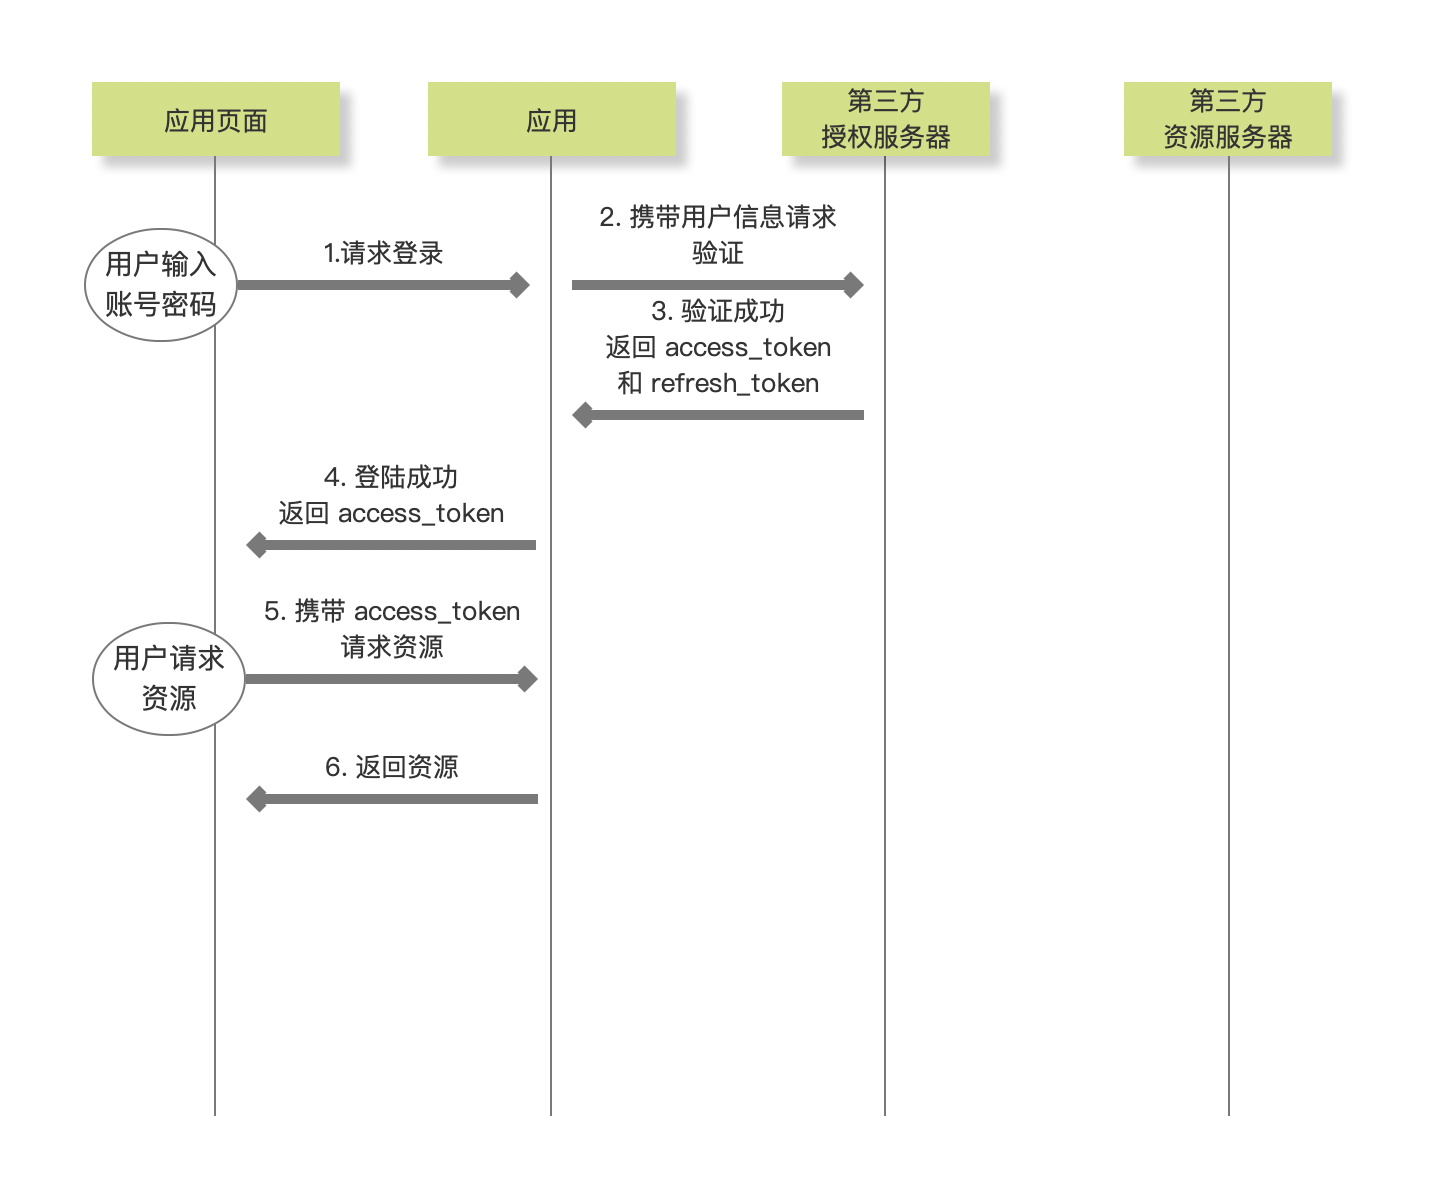 应用页面
应用
第三方
授权服务器
第三方
资源服务器
用户输入
账号密码
1.请求登录
2. 携带用户信息请求
验证
3. 验证成功
返回 access_token
和 refresh_token
4. 登陆成功
返回 access_token
用户请求
资源
5. 携带 access_token
请求资源
6. 返回资源